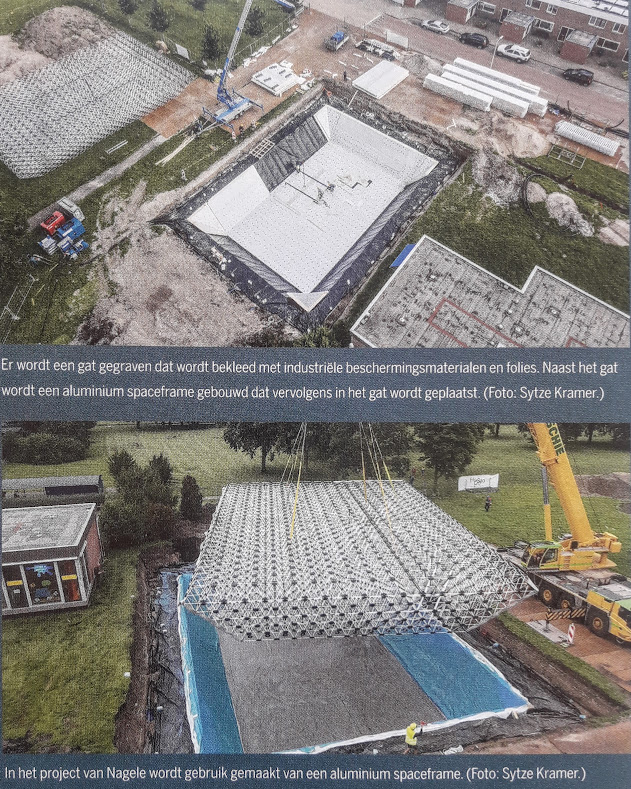 Er wordt een gat gegraven dat wordt bekleed met industriële beschermingsmaterialen en folies. Naast het gat
wordt een aluminium spaceframe gebouwd dat vervolgens in het gat wordt geplaatst. (Foto: Sytze Kramer.)
In het project van Nagele wordt gebruik gemaakt van een aluminium spaceframe. (Foto: Sytze Kramer.)